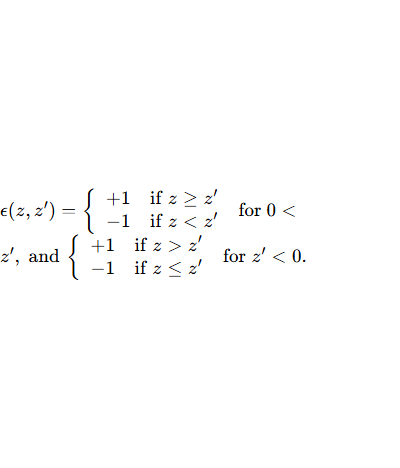 ϵ(z, z′) = { +1 if z ≥ z′
−1 if z < z′ for 0 <
z′, and { +1 if z > z′
−1 if z ≤ z′ for z′ < 0.